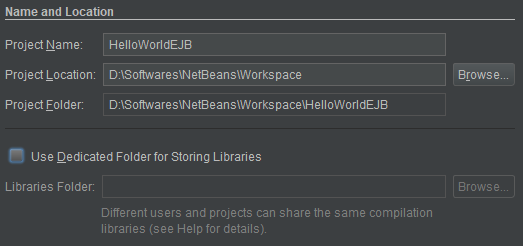 Name and Location
Project Name: HelloWorldEJB
Project Location: D:\Softwares\NetBeans\Workspace Browse...
Project Folder: D:\Softwares\NetBeans\Workspace\HelloWorldEJB
Use Dedicated Folder for Storing Libraries
Libraries Folder: Browse...
Different users and projects can share the same compilation
libraries (see Help for details).